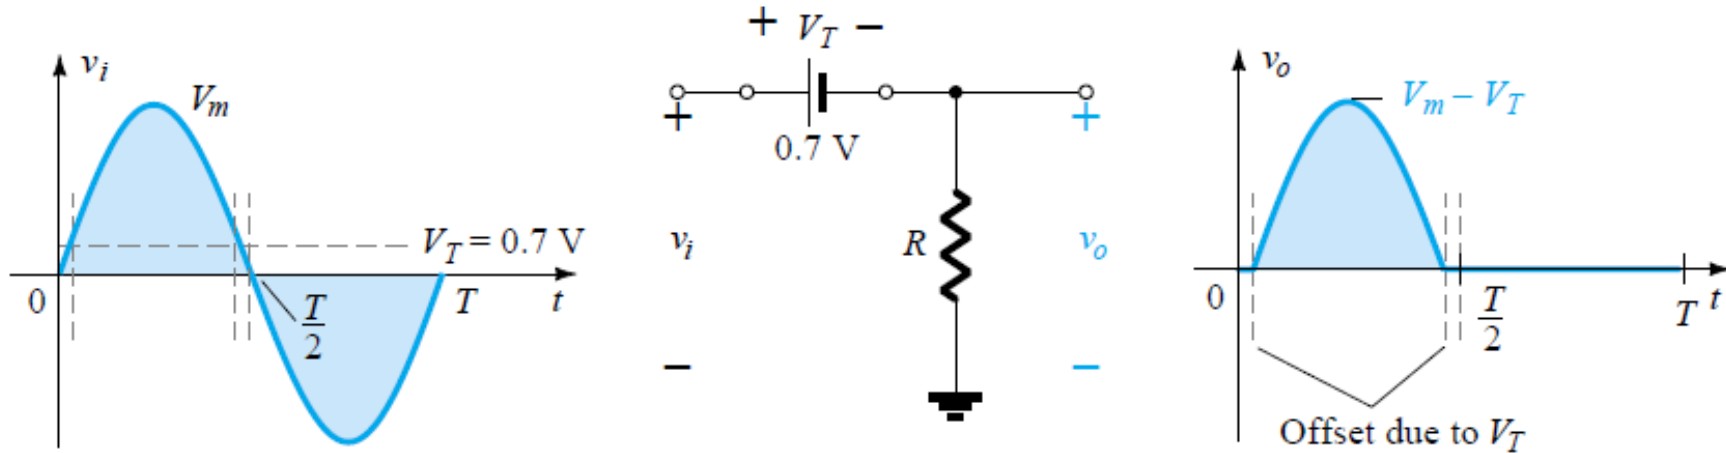 v_i
V_m
V_T = 0.7 V
0
T/2
T
t
+ V_T −
+
0.7 V
+
v_i
R
v_o
−
−
v_o
V_m − V_T
0
T/2
T
t
Offset due to V_T